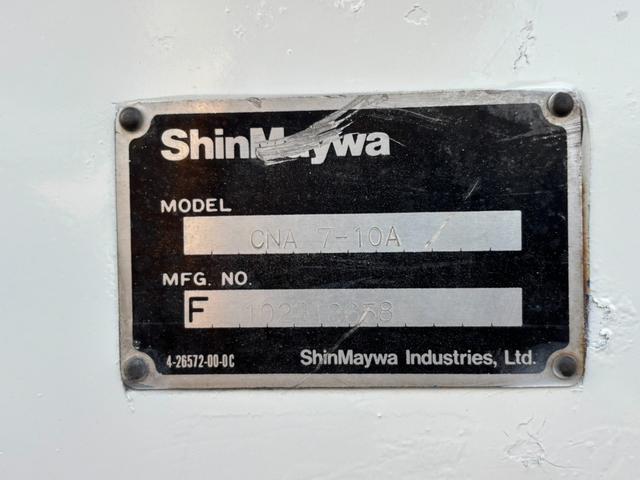 ShinMaywa
MODEL
CNA 7-10A
MFG. NO.
F
4-26572-00-0C
ShinMaywa Industries, Ltd.